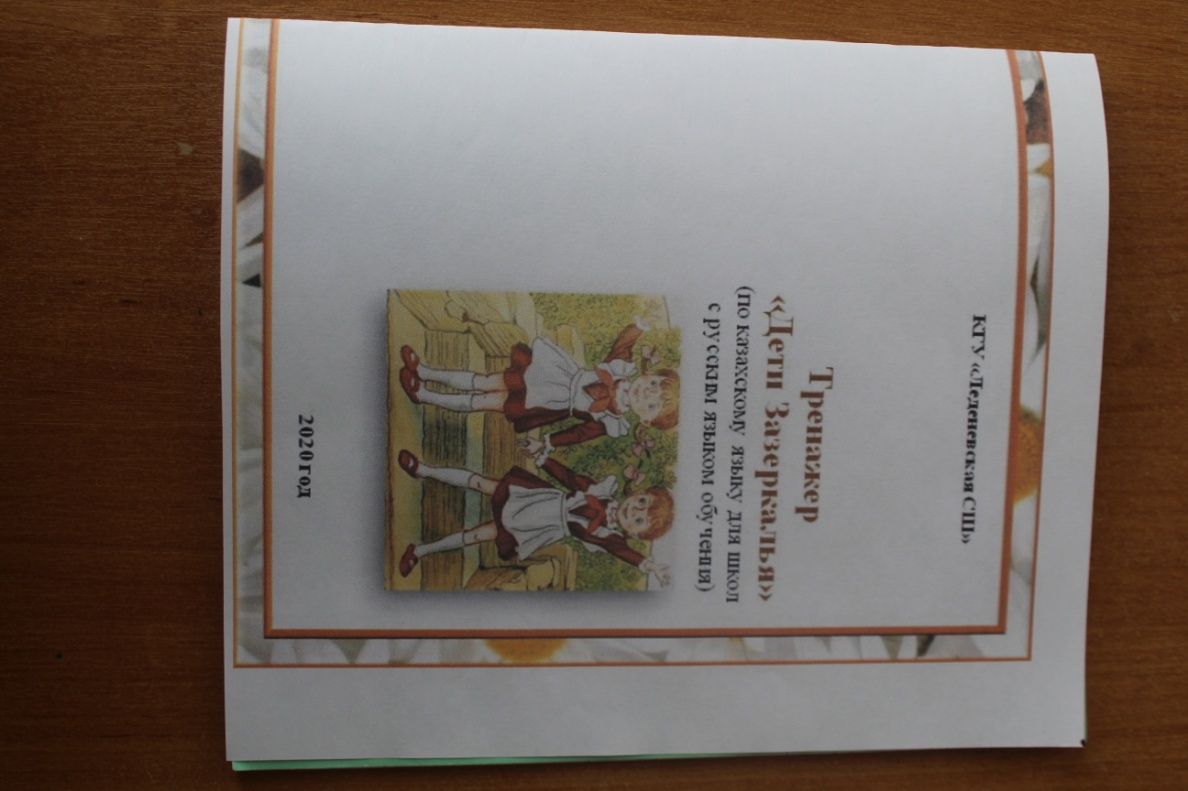 КГУ «Леденевская СШ»
Тренажер
«Дети Зазеркалья»
(по казахскому языку для школ
с русским языком обучения)
2020 год